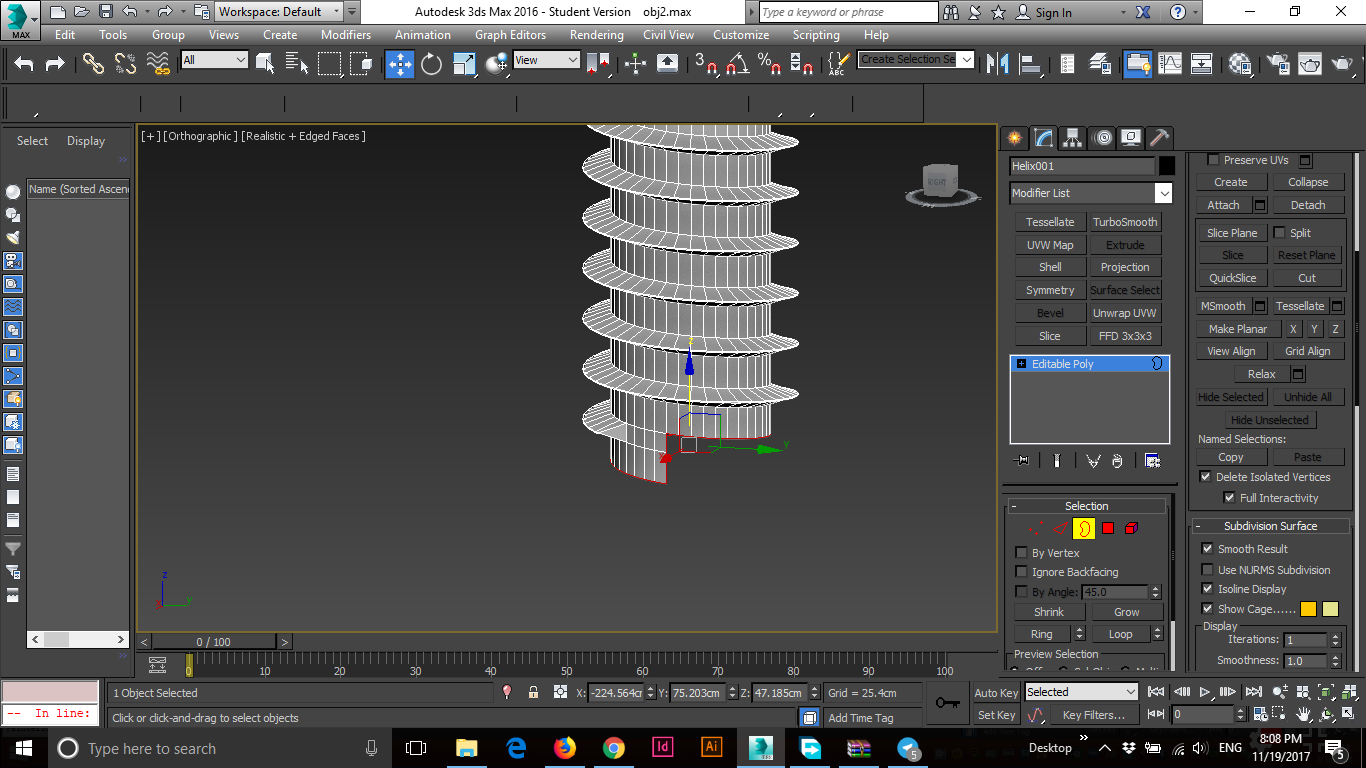 Workspace: Default
Autodesk 3ds Max 2016 - Student Version obj2.max
Type a keyword or phrase
Sign In
MAX
Edit Tools Group Views Create Modifiers Animation Graph Editors Rendering Civil View Customize Scripting Help
All
View
3
ABC
Create Selection Se
Select Display
Name (Sorted Ascen
[+] [Orthographic] [Realistic + Edged Faces]
RIGHT
z
y
z
y
Helix001
Modifier List
Tessellate TurboSmooth
UVW Map Extrude
Shell Projection
Symmetry Surface Select
Bevel Unwrap UVW
Slice FFD 3x3x3
Editable Poly
- Selection
By Vertex
Ignore Backfacing
By Angle: 45.0
Shrink Grow
Ring Loop
Preview Selection
Preserve UVs
Create Collapse
Attach Detach
Slice Plane Split
Slice Reset Plane
QuickSlice Cut
MSmooth Tessellate
Make Planar X Y Z
View Align Grid Align
Relax
Hide Selected Unhide All
Hide Unselected
Named Selections:
Copy Paste
Delete Isolated Vertices
Full Interactivity
- Subdivision Surface
Smooth Result
Use NURMS Subdivision
Isoline Display
Show Cage......
Display
Iterations: 1
Smoothness: 1.0
< 0 / 100 >
0 10 20 30 40 50 60 70 80 90 100
1 Object Selected
X: -224.564cm Y: 75.203cm Z: 47.185cm Grid = 25.4cm
Auto Key Selected
-- In line:
Click or click-and-drag to select objects
Add Time Tag
Set Key Key Filters... 0
Type here to search
Id
Ai
5
Desktop
ENG
8:08 PM
11/19/2017
5